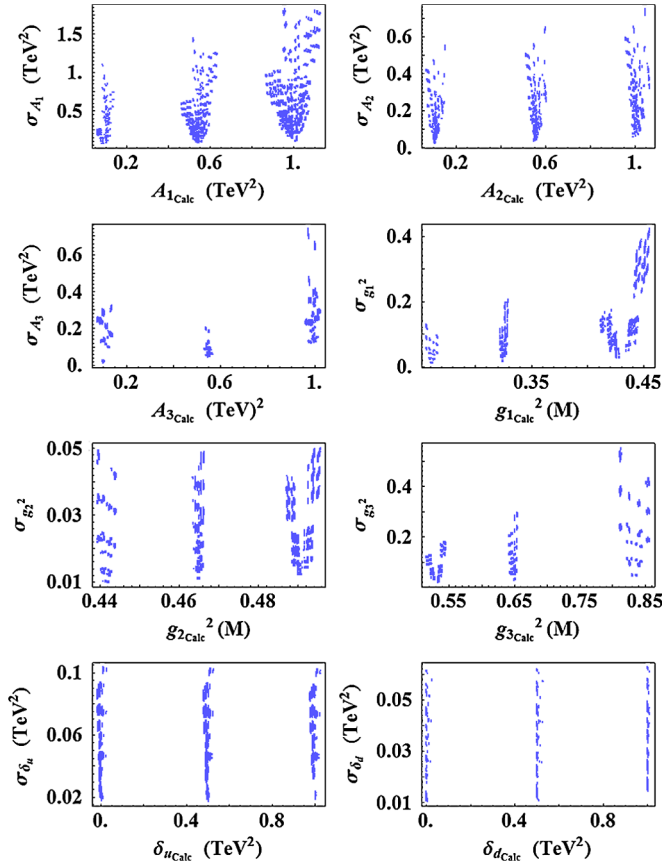 σ_{A_1} (TeV²)
1.5
1.
0.5
0.2 0.6 1.
A_{1Calc} (TeV²)
σ_{A_2} (TeV²)
0.6
0.4
0.2
0.
0.2 0.6 1.
A_{2Calc} (TeV²)
σ_{A_3} (TeV²)
0.6
0.4
0.2
0.
0.2 0.6 1.
A_{3Calc} (TeV)²
σ_{g_1²}
0.4
0.2
0.
0.35 0.45
g_{1Calc}² (M)
σ_{g_2²}
0.05
0.03
0.01
0.44 0.46 0.48
g_{2Calc}² (M)
σ_{g_3²}
0.4
0.2
0.55 0.65 0.75 0.85
g_{3Calc}² (M)
σ_{δ_u} (TeV²)
0.1
0.06
0.02
0. 0.4 0.8
δ_{uCalc} (TeV²)
σ_{δ_d} (TeV²)
0.05
0.03
0.01
0. 0.4 0.8
δ_{dCalc} (TeV²)